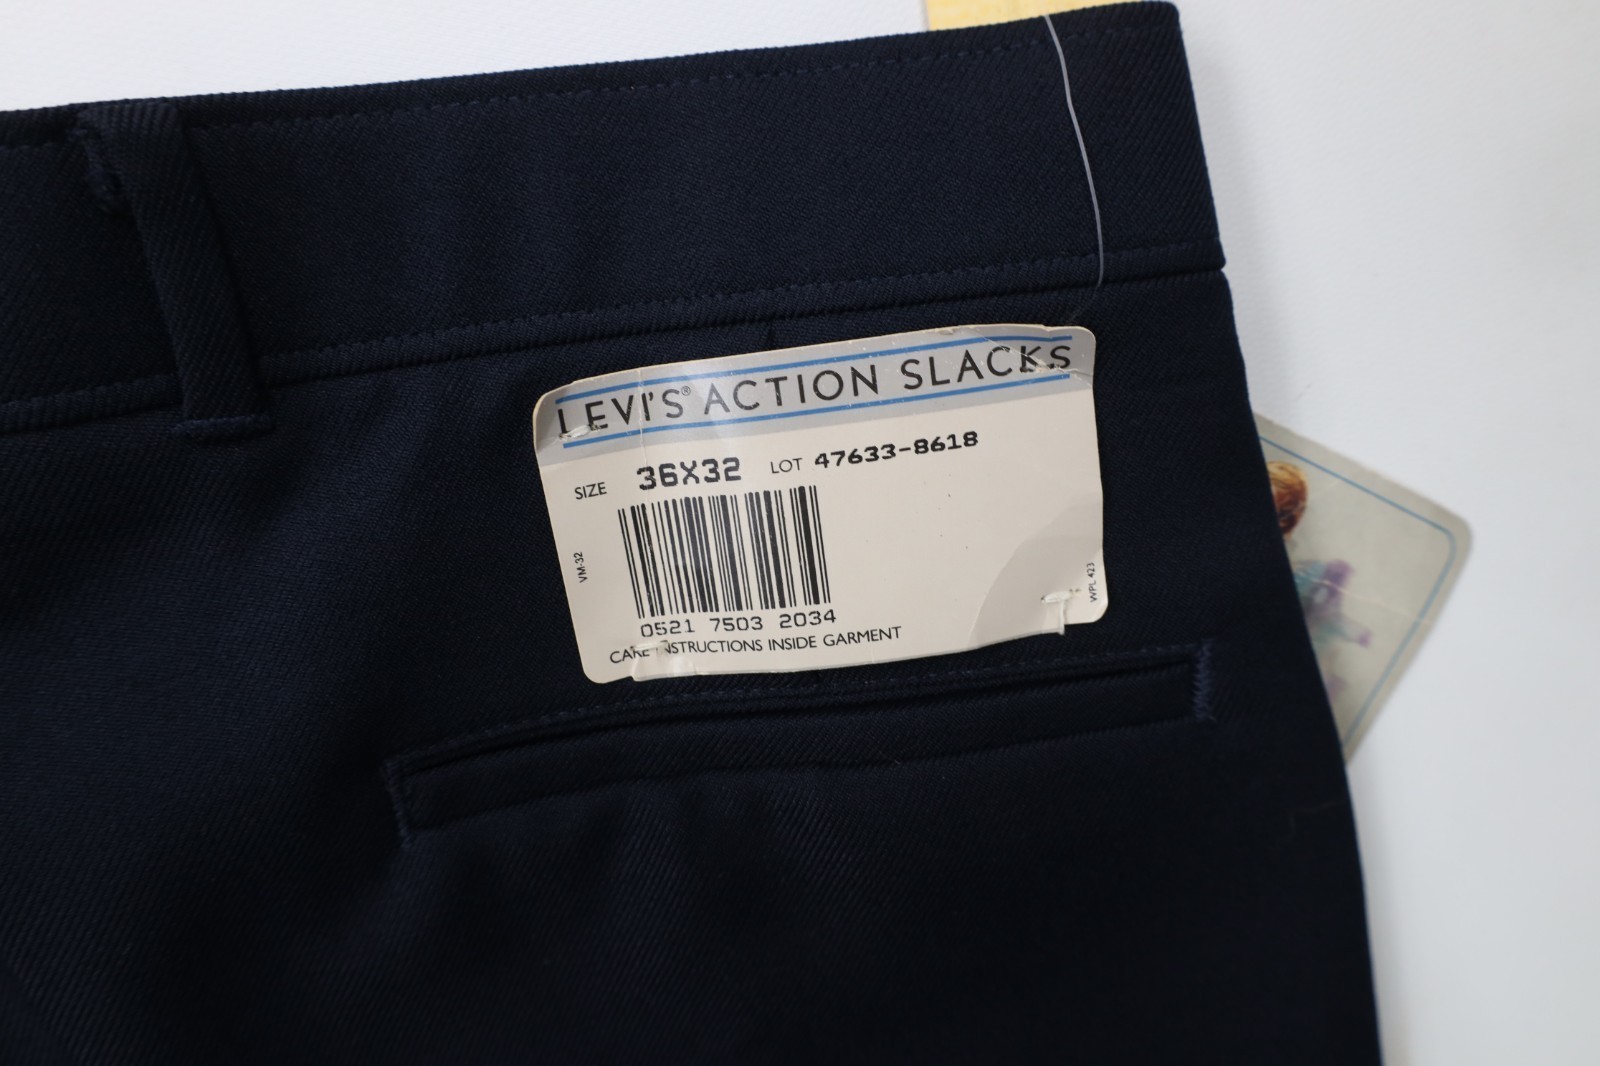 LEVI'S® ACTION SLACKS
SIZE 36X32 LOT 47633-8618
VM-32
0521 7503 2034
WPL 423
CARE INSTRUCTIONS INSIDE GARMENT